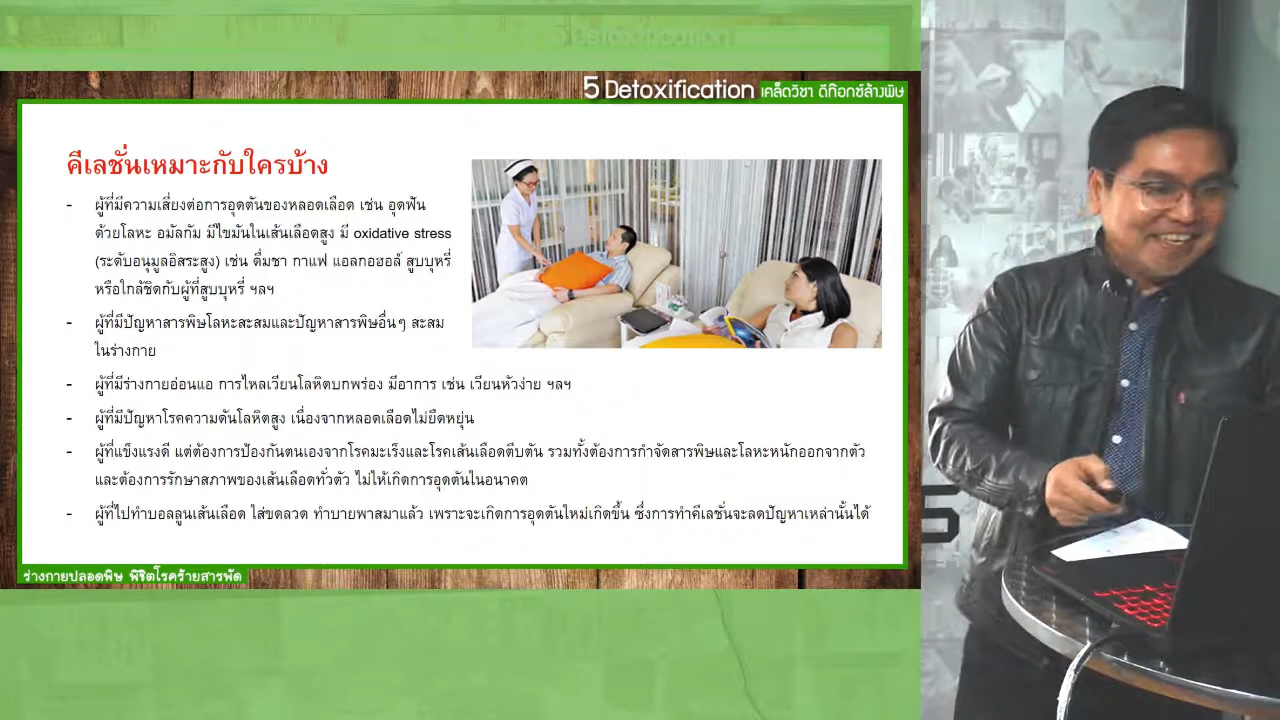 5 Detoxification เคล็ดวิชา ดีท็อกซ์ล้างพิษ
คีเลชั่นเหมาะกับใครบ้าง
- ผู้ที่มีความเสี่ยงต่อการอุดตันของหลอดเลือด เช่น อุดฟัน
ด้วยโลหะ อมัลกัม มีไขมันในเส้นเลือดสูง มี oxidative stress
(ระดับอนุมูลอิสระสูง) เช่น ดื่มชา กาแฟ แอลกอฮอล์ สูบบุหรี่
หรือใกล้ชิดกับผู้ที่สูบบุหรี่ ฯลฯ
- ผู้ที่มีปัญหาสารพิษโลหะสะสมและปัญหาสารพิษอื่นๆ สะสม
ในร่างกาย
- ผู้ที่มีร่างกายอ่อนแอ การไหลเวียนโลหิตบกพร่อง มีอาการ เช่น เวียนหัวง่าย ฯลฯ
- ผู้ที่มีปัญหาโรคความดันโลหิตสูง เนื่องจากหลอดเลือดไม่ยืดหยุ่น
- ผู้ที่แข็งแรงดี แต่ต้องการป้องกันตนเองจากโรคมะเร็งและโรคเส้นเลือดตีบตัน รวมทั้งต้องการกำจัดสารพิษและโลหะหนักออกจากตัว
และต้องการรักษาสภาพของเส้นเลือดทั่วตัว ไม่ให้เกิดการอุดตันในอนาคต
- ผู้ที่ไปทำบอลลูนเส้นเลือด ใส่ขดลวด ทำบายพาสมาแล้ว เพราะจะเกิดการอุดตันใหม่เกิดขึ้น ซึ่งการทำคีเลชั่นจะลดปัญหาเหล่านั้นได้
ร่างกายปลอดพิษ พิชิตโรคร้ายสารพัด
5